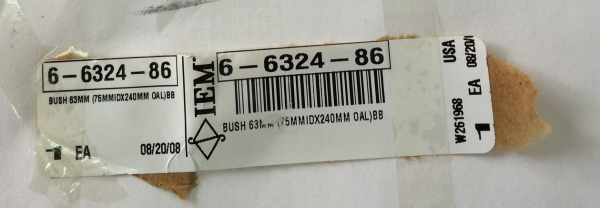 6-6324-86
BUSH 63MM (75MMIDX240MM OAL)BB
1 EA 08/20/08
IEM
6-6324-86
BUSH 63MM (75MMIDX240MM OAL)BB
USA
08/20/
1 EA
W261968